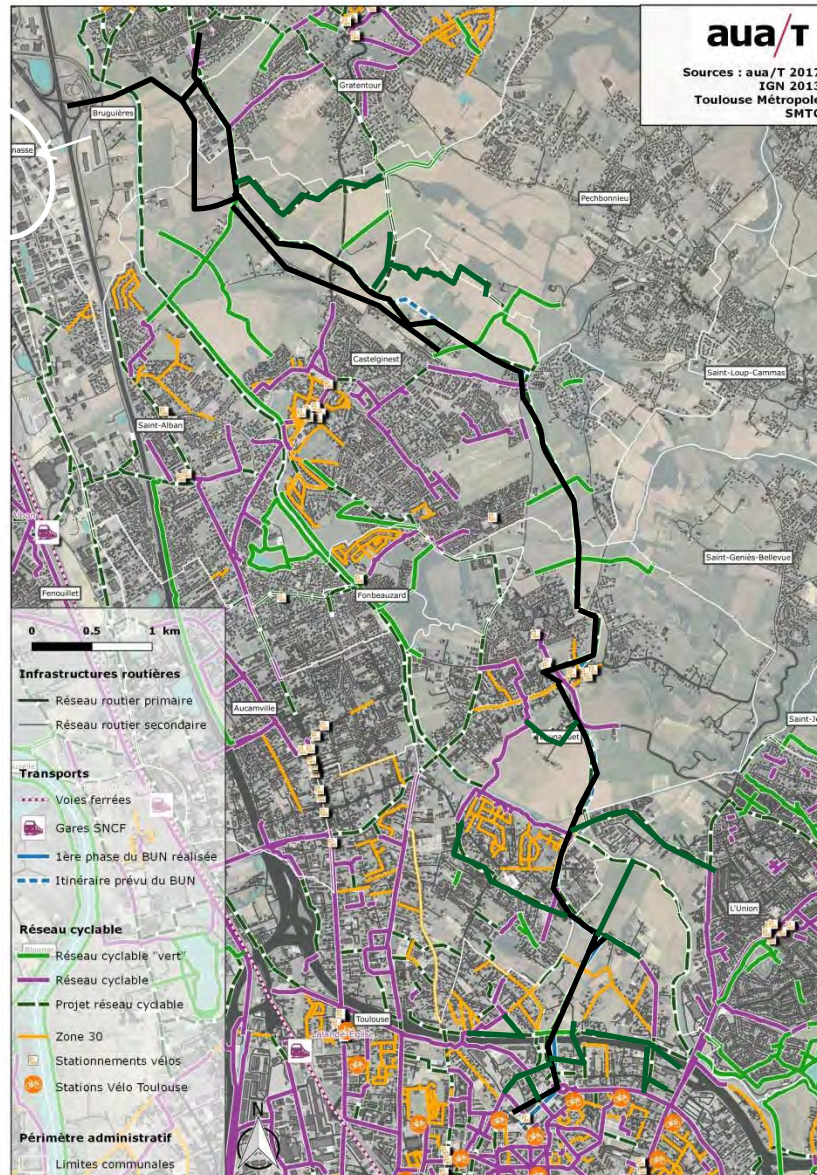 aua/T
Sources : aua/T 2017
IGN 2013
Toulouse Métropole
SMTC
Gratentour
Bruguières
Pechbonnieu
Castelginest
Saint-Loup-Cammas
Saint-Alban
Saint-Geniès-Bellevue
Fenouillet
Fonbeauzard
Aucamville
L'Union
Toulouse
Lalande-Eglise
N
0 0.5 1 km
Infrastructures routières
Réseau routier primaire
Réseau routier secondaire
Transports
Voies ferrées
Gares SNCF
1ère phase du BUN réalisée
Itinéraire prévu du BUN
Réseau cyclable
Réseau cyclable "vert"
Réseau cyclable
Projet réseau cyclable
Zone 30
Stationnements vélos
Stations Vélo Toulouse
Périmètre administratif
Limites communales